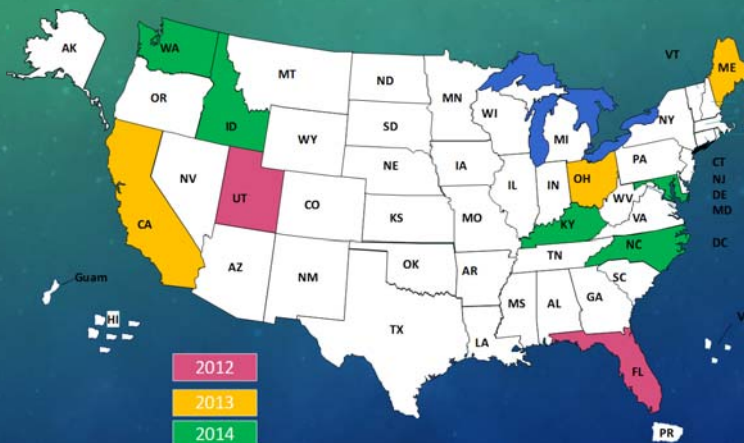 AK
WA
VT
ME
MT
ND
MN
OR
ID
SD
WI
MI
NY
WY
NE
IA
PA
CT
NJ
DE
MD
DC
NV
UT
CO
IL
IN
OH
WV
VA
CA
KS
MO
KY
NC
TN
SC
AZ
NM
OK
AR
MS
AL
GA
TX
LA
FL
Guam
HI
V
PR
2012
2013
2014